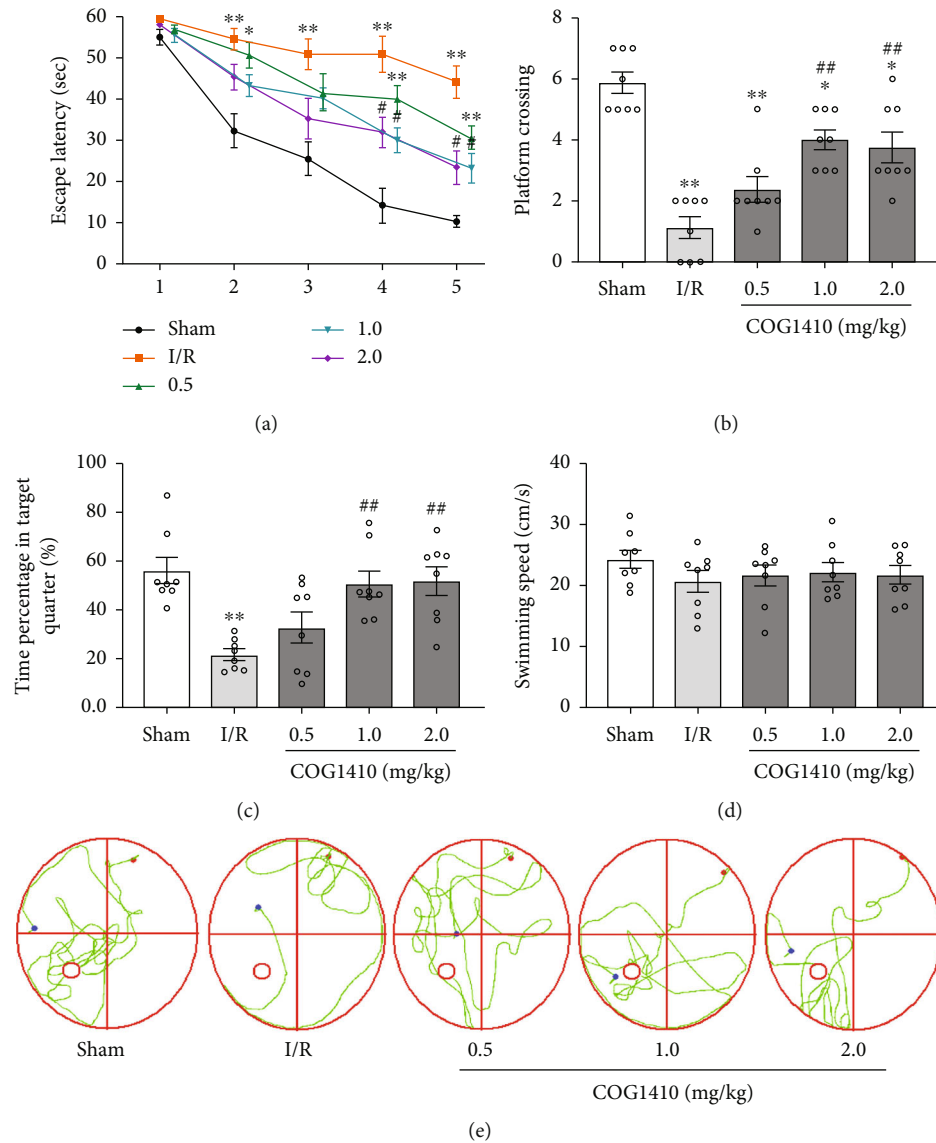 60
50
40
30
20
10
0
Escape latency (sec)
** ** ** **
* ** **
# #
# #
1 2 3 4 5
Sham 1.0
I/R 2.0
0.5
(a)
8
6
4
2
0
Platform crossing
** ** ## * ## *
Sham I/R 0.5 1.0 2.0
COG1410 (mg/kg)
(b)
100
80
60
40
20
0.0
Time percentage in target
quarter (%)
** ## ##
Sham I/R 0.5 1.0 2.0
COG1410 (mg/kg)
(c)
40
30
20
10
0
Swimming speed (cm/s)
Sham I/R 0.5 1.0 2.0
COG1410 (mg/kg)
(d)
Sham I/R 0.5 1.0 2.0
COG1410 (mg/kg)
(e)